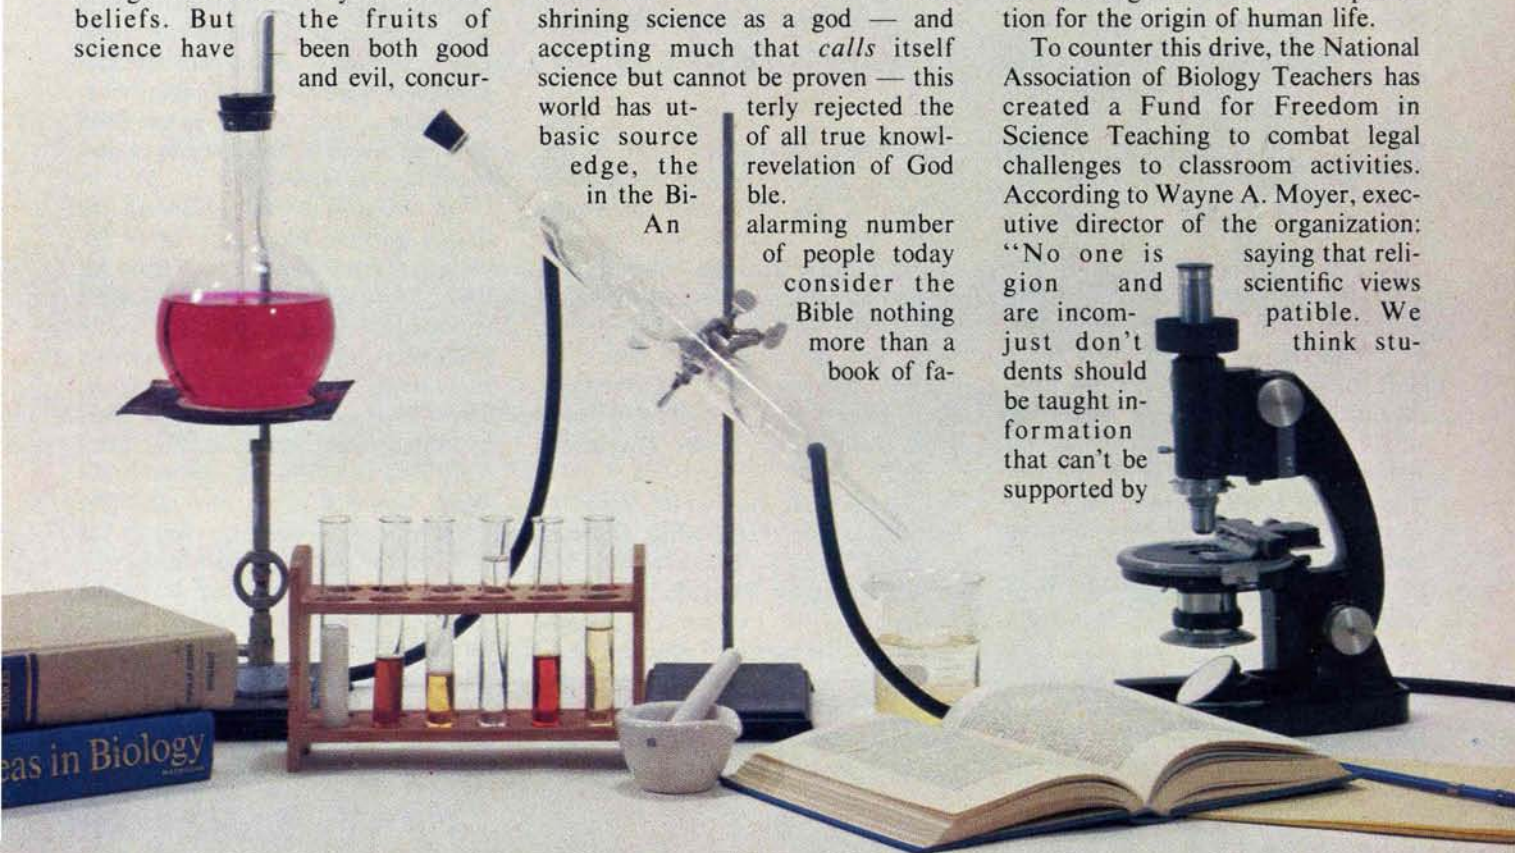 beliefs. But the fruits of
science have been both good
and evil, concur-
shrining science as a god — and
accepting much that calls itself
science but cannot be proven — this
world has ut- terly rejected the
basic source of all true knowl-
edge, the revelation of God
in the Bi- ble.
An alarming number
of people today
consider the
Bible nothing
more than a
book of fa-
tion for the origin of human life.
To counter this drive, the National
Association of Biology Teachers has
created a Fund for Freedom in
Science Teaching to combat legal
challenges to classroom activities.
According to Wayne A. Moyer, exec-
utive director of the organization:
“No one is saying that reli-
gion and scientific views
are incom- patible. We
just don't think stu-
dents should
be taught in-
formation
that can't be
supported by
eas in Biology